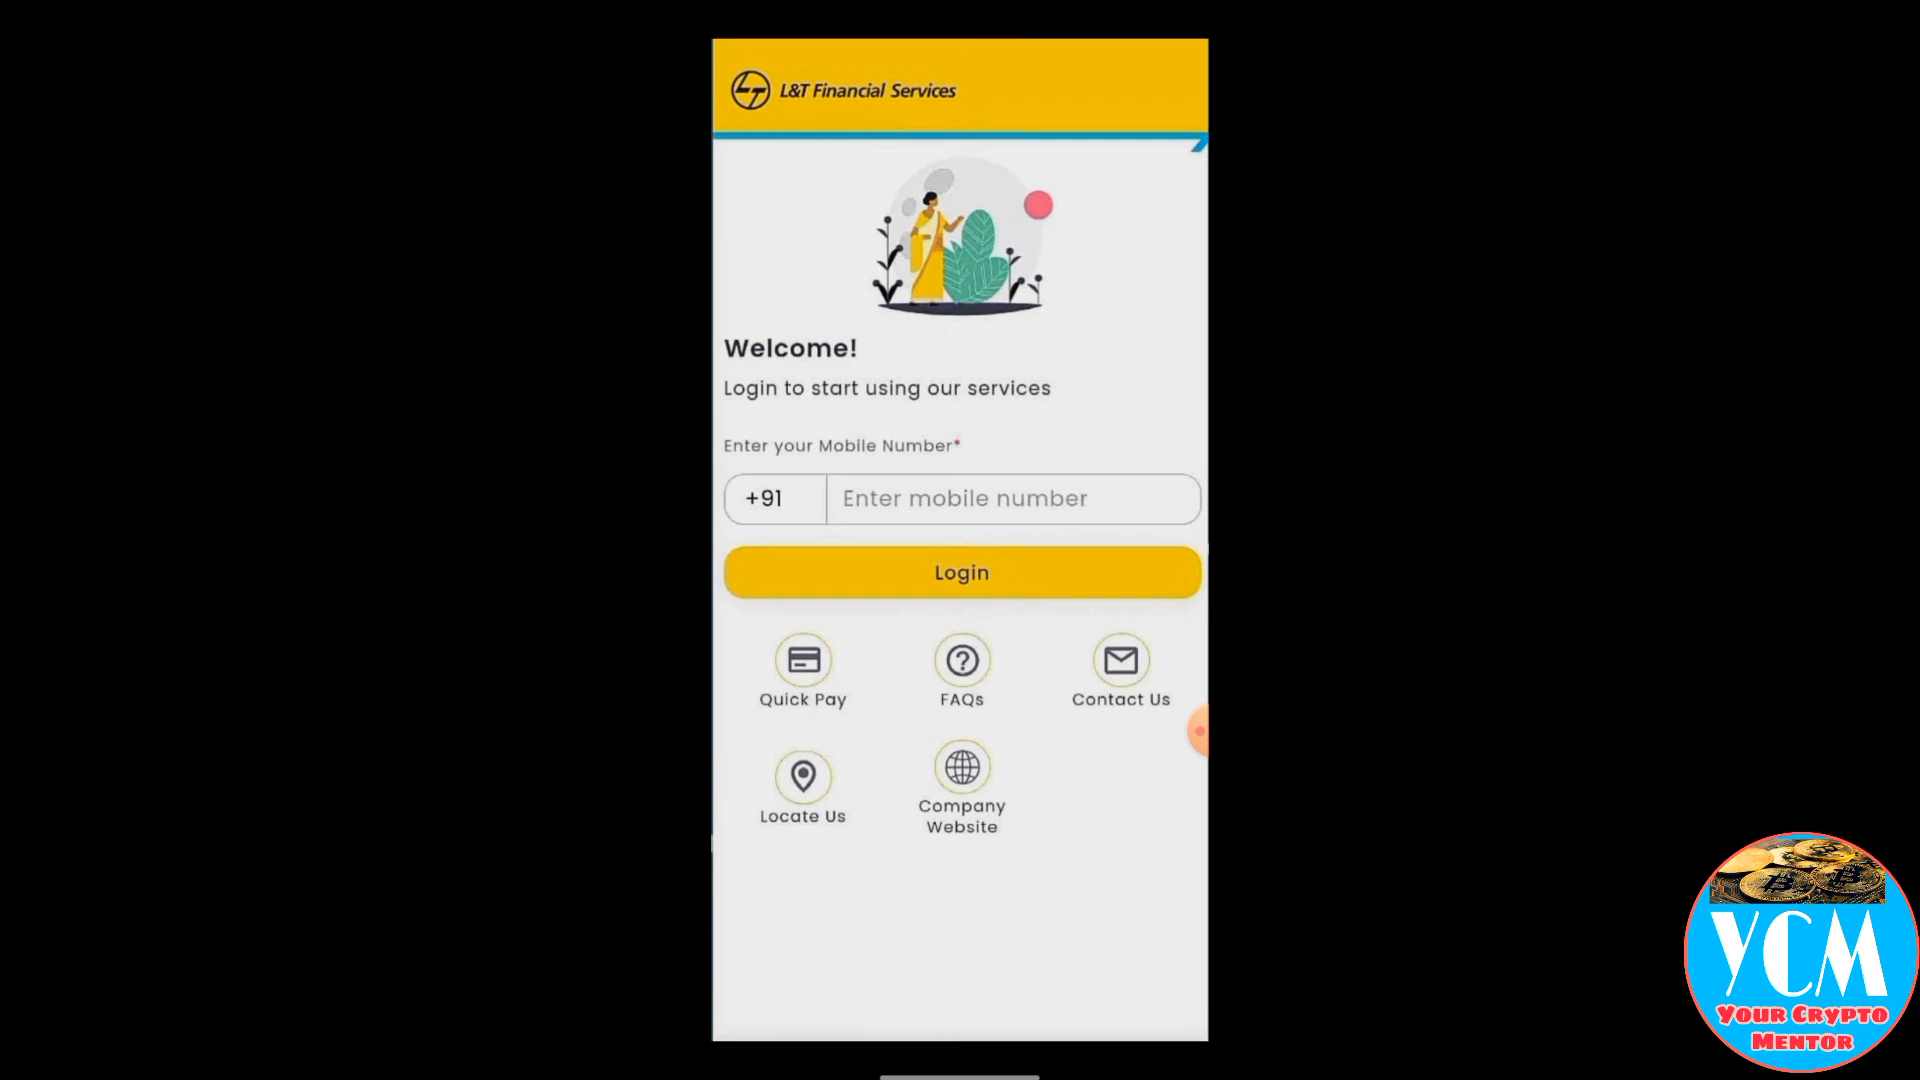 L&T Financial Services
Welcome!
Login to start using our services
Enter your Mobile Number*
+91 Enter mobile number
Login
Quick Pay FAQs Contact Us
Locate Us Company
Website
YCM
Your Crypto
Mentor